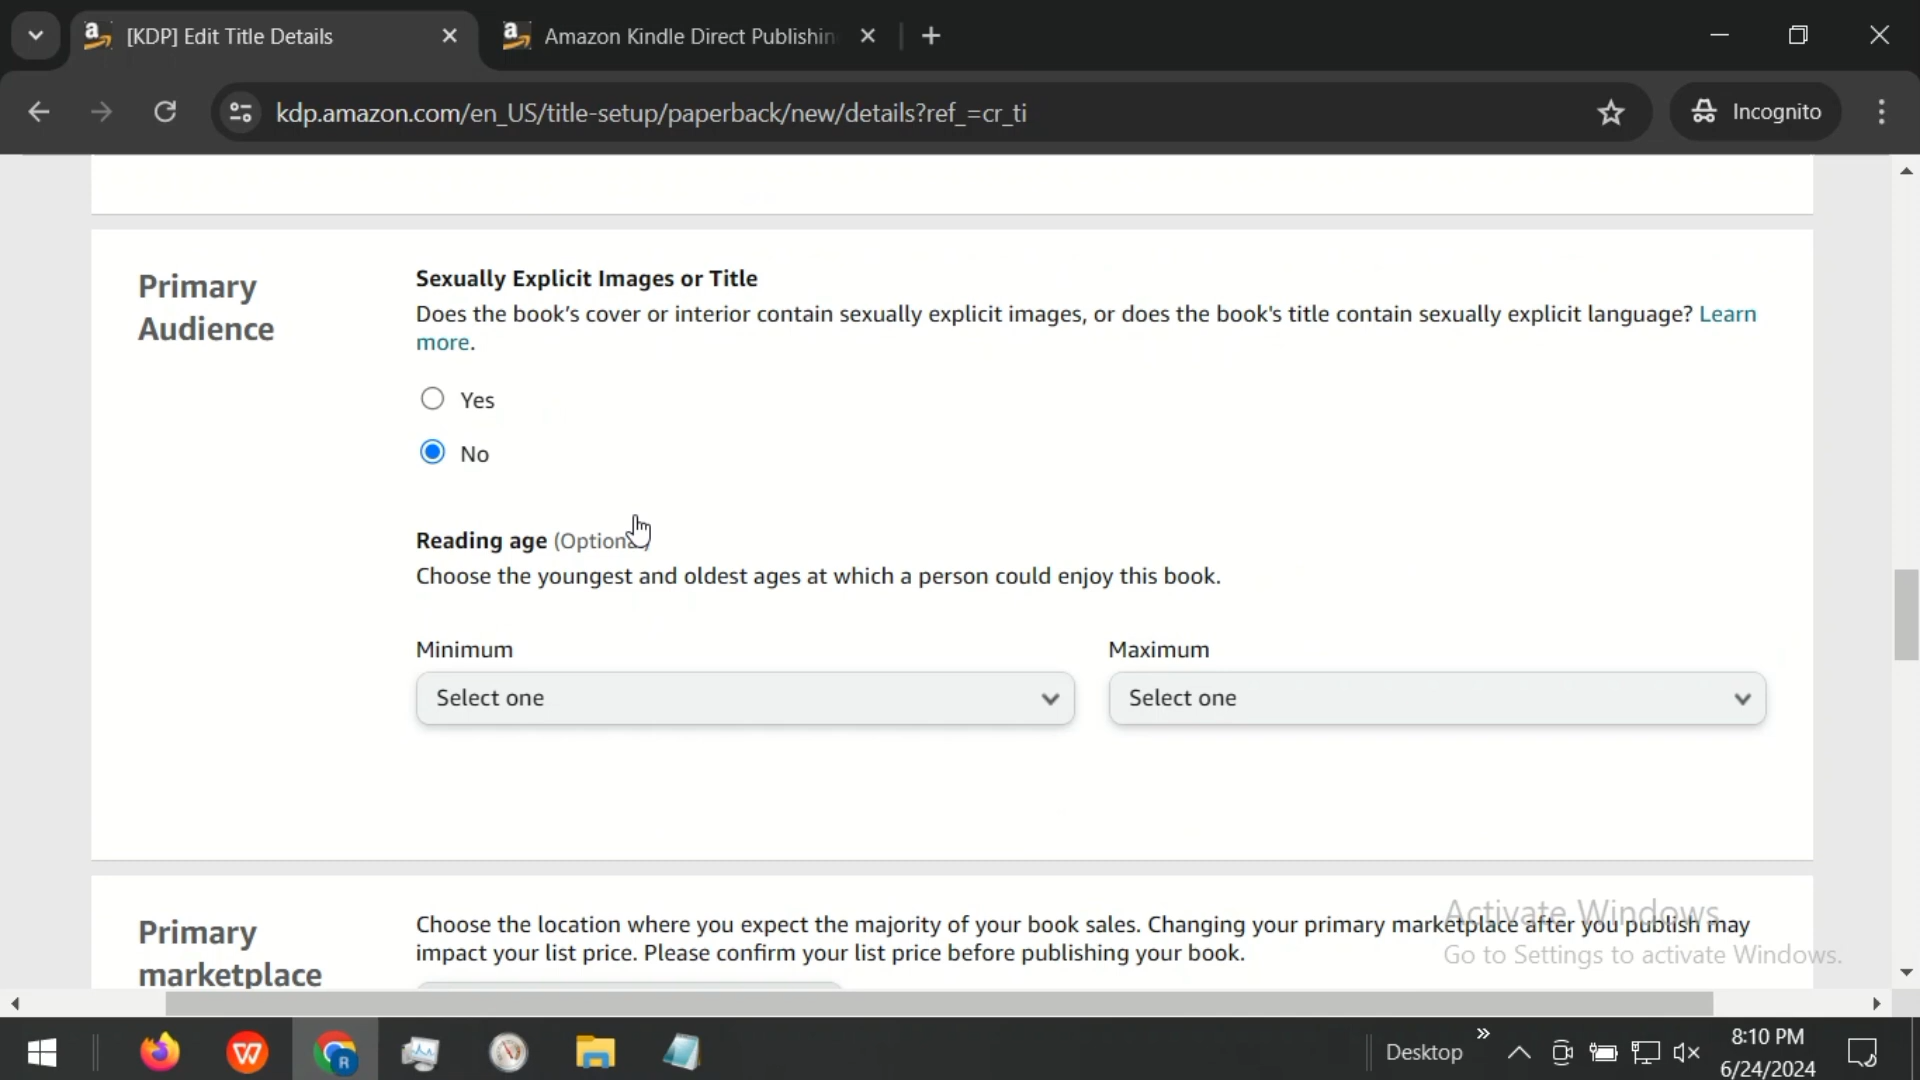 [KDP] Edit Title Details
Amazon Kindle Direct Publishin
kdp.amazon.com/en_US/title-setup/paperback/new/details?ref_=cr_ti
Incognito
Primary
Audience
Sexually Explicit Images or Title
Does the book's cover or interior contain sexually explicit images, or does the book's title contain sexually explicit language? Learn
more.
Yes
No
Reading age (Optional)
Choose the youngest and oldest ages at which a person could enjoy this book.
Minimum
Maximum
Select one
Select one
Primary
marketplace
Choose the location where you expect the majority of your book sales. Changing your primary marketplace after you publish may
impact your list price. Please confirm your list price before publishing your book.
Activate Windows
Go to Settings to activate Windows.
Desktop
8:10 PM
6/24/2024